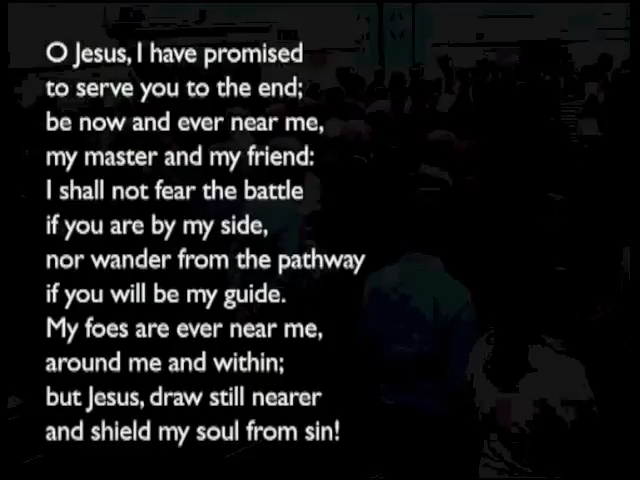 O Jesus, I have promised
to serve you to the end;
be now and ever near me,
my master and my friend:
I shall not fear the battle
if you are by my side,
nor wander from the pathway
if you will be my guide.
My foes are ever near me,
around me and within;
but Jesus, draw still nearer
and shield my soul from sin!